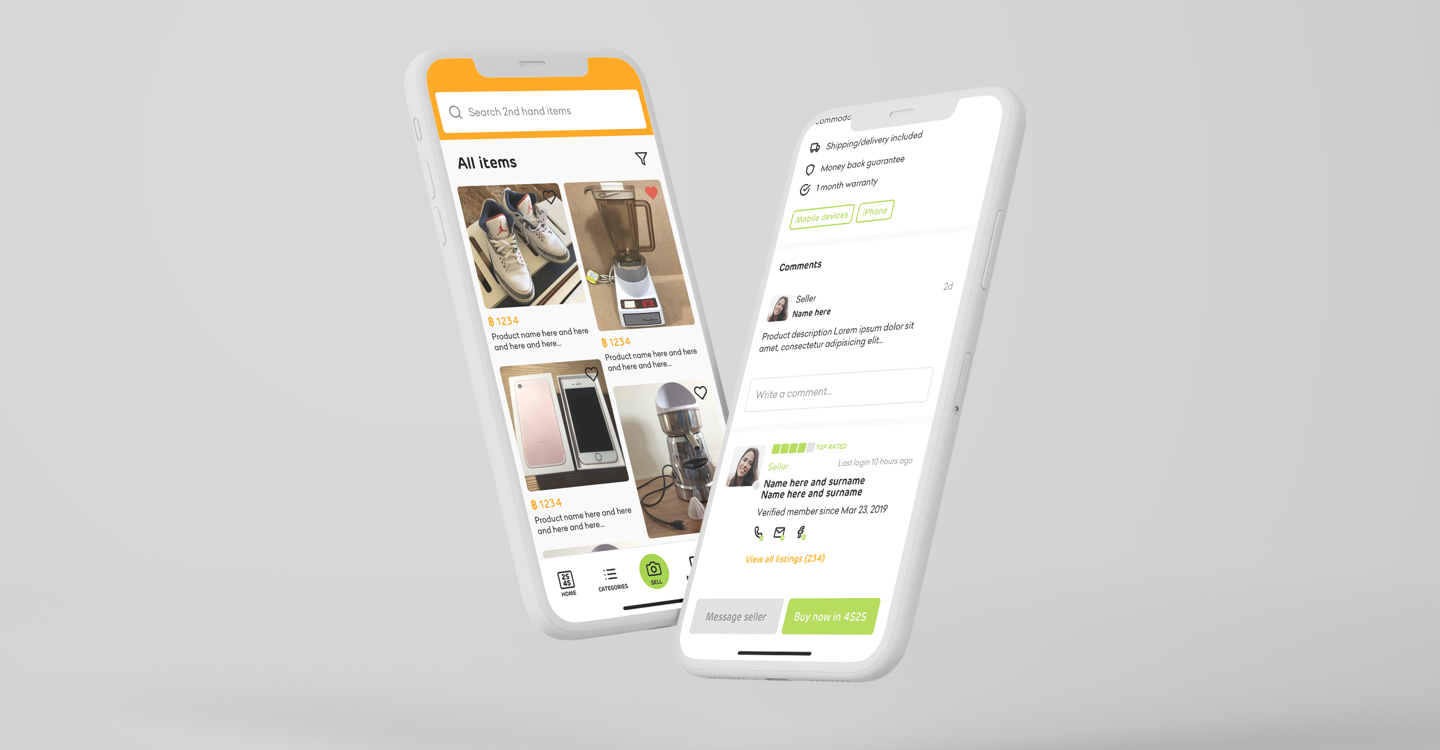 Search 2nd hand items
All items
฿ 1234
Product name here and here
and here and here...
฿ 1234
Product name here and here
and here and here...
฿ 1234
Product name here and here
and here and here...
2S
4S
HOME
CATEGORIES
SELL
commodo
Shipping/delivery included
Money back guarantee
1 month warranty
Mobile devices
iPhone
Comments
2d
Seller
Name here
Product description Lorem ipsum dolor sit
amet, consectetur adipisicing elit...
Write a comment...
TOP RATED
Seller
Last login 10 hours ago
Name here and surname
Name here and surname
Verified member since Mar 23, 2019
View all listings (234)
Message seller
Buy now in 4S2S